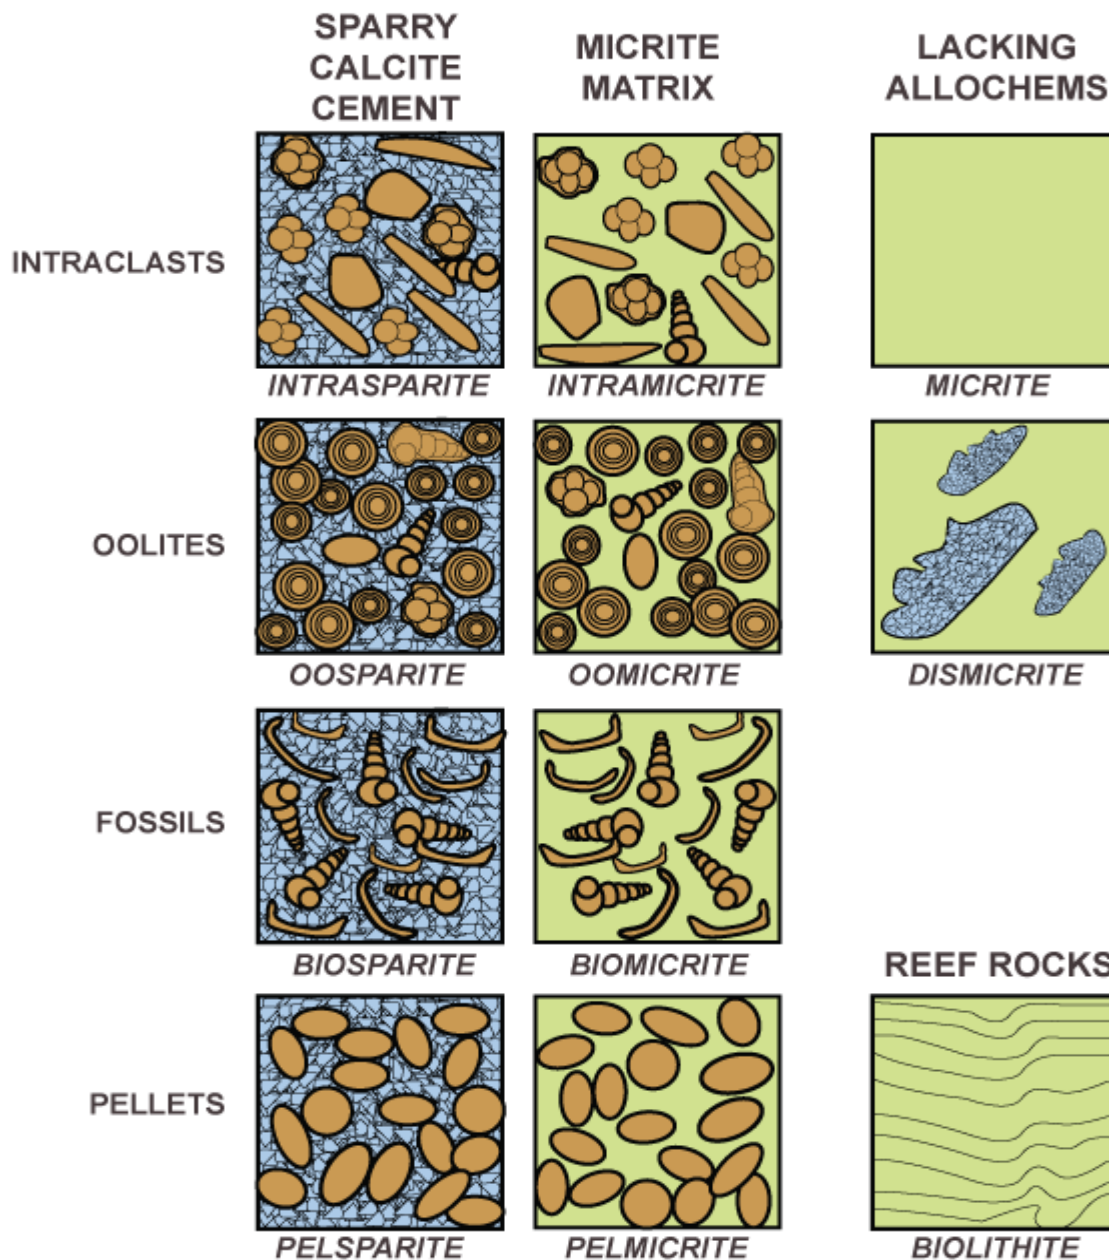 SPARRY
CALCITE
CEMENT
MICRITE
MATRIX
LACKING
ALLOCHEMS
INTRACLASTS
INTRASPARITE
INTRAMICRITE
MICRITE
OOLITES
OOSPARITE
OOMICRITE
DISMICRITE
FOSSILS
BIOSPARITE
BIOMICRITE
REEF ROCKS
PELLETS
PELSPARITE
PELMICRITE
BIOLITHITE